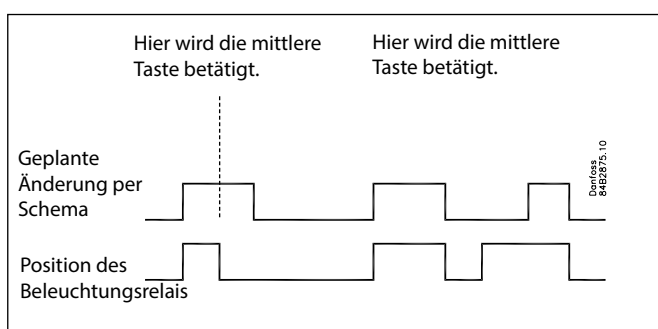 Hier wird die mittlere
Taste betätigt.
Hier wird die mittlere
Taste betätigt.
Geplante
Änderung per
Schema
Danfoss
84B2875.10
Position des
Beleuchtungsrelais